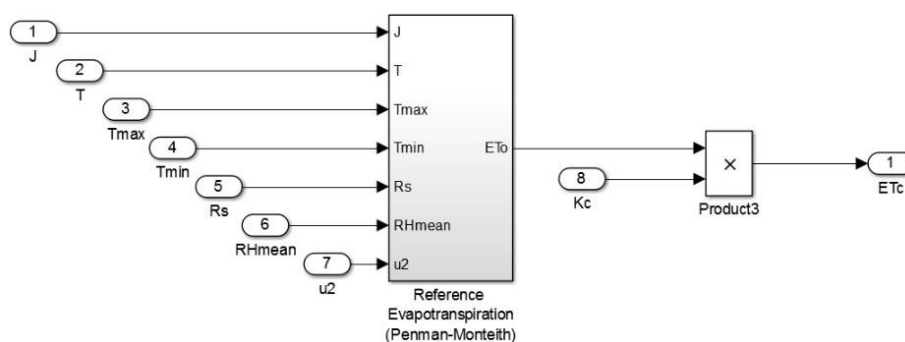 1
J
2
T
3
Tmax
4
Tmin
5
Rs
6
RHmean
7
u2
J
T
Tmax
Tmin
Rs
RHmean
u2
ETo
Reference
Evapotranspiration
(Penman-Monteith)
8
Kc
×
Product3
1
ETc